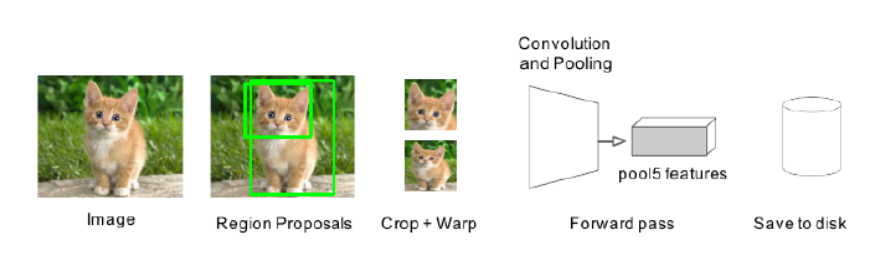 Convolution
and Pooling
pool5 features
Image
Region Proposals
Crop + Warp
Forward pass
Save to disk